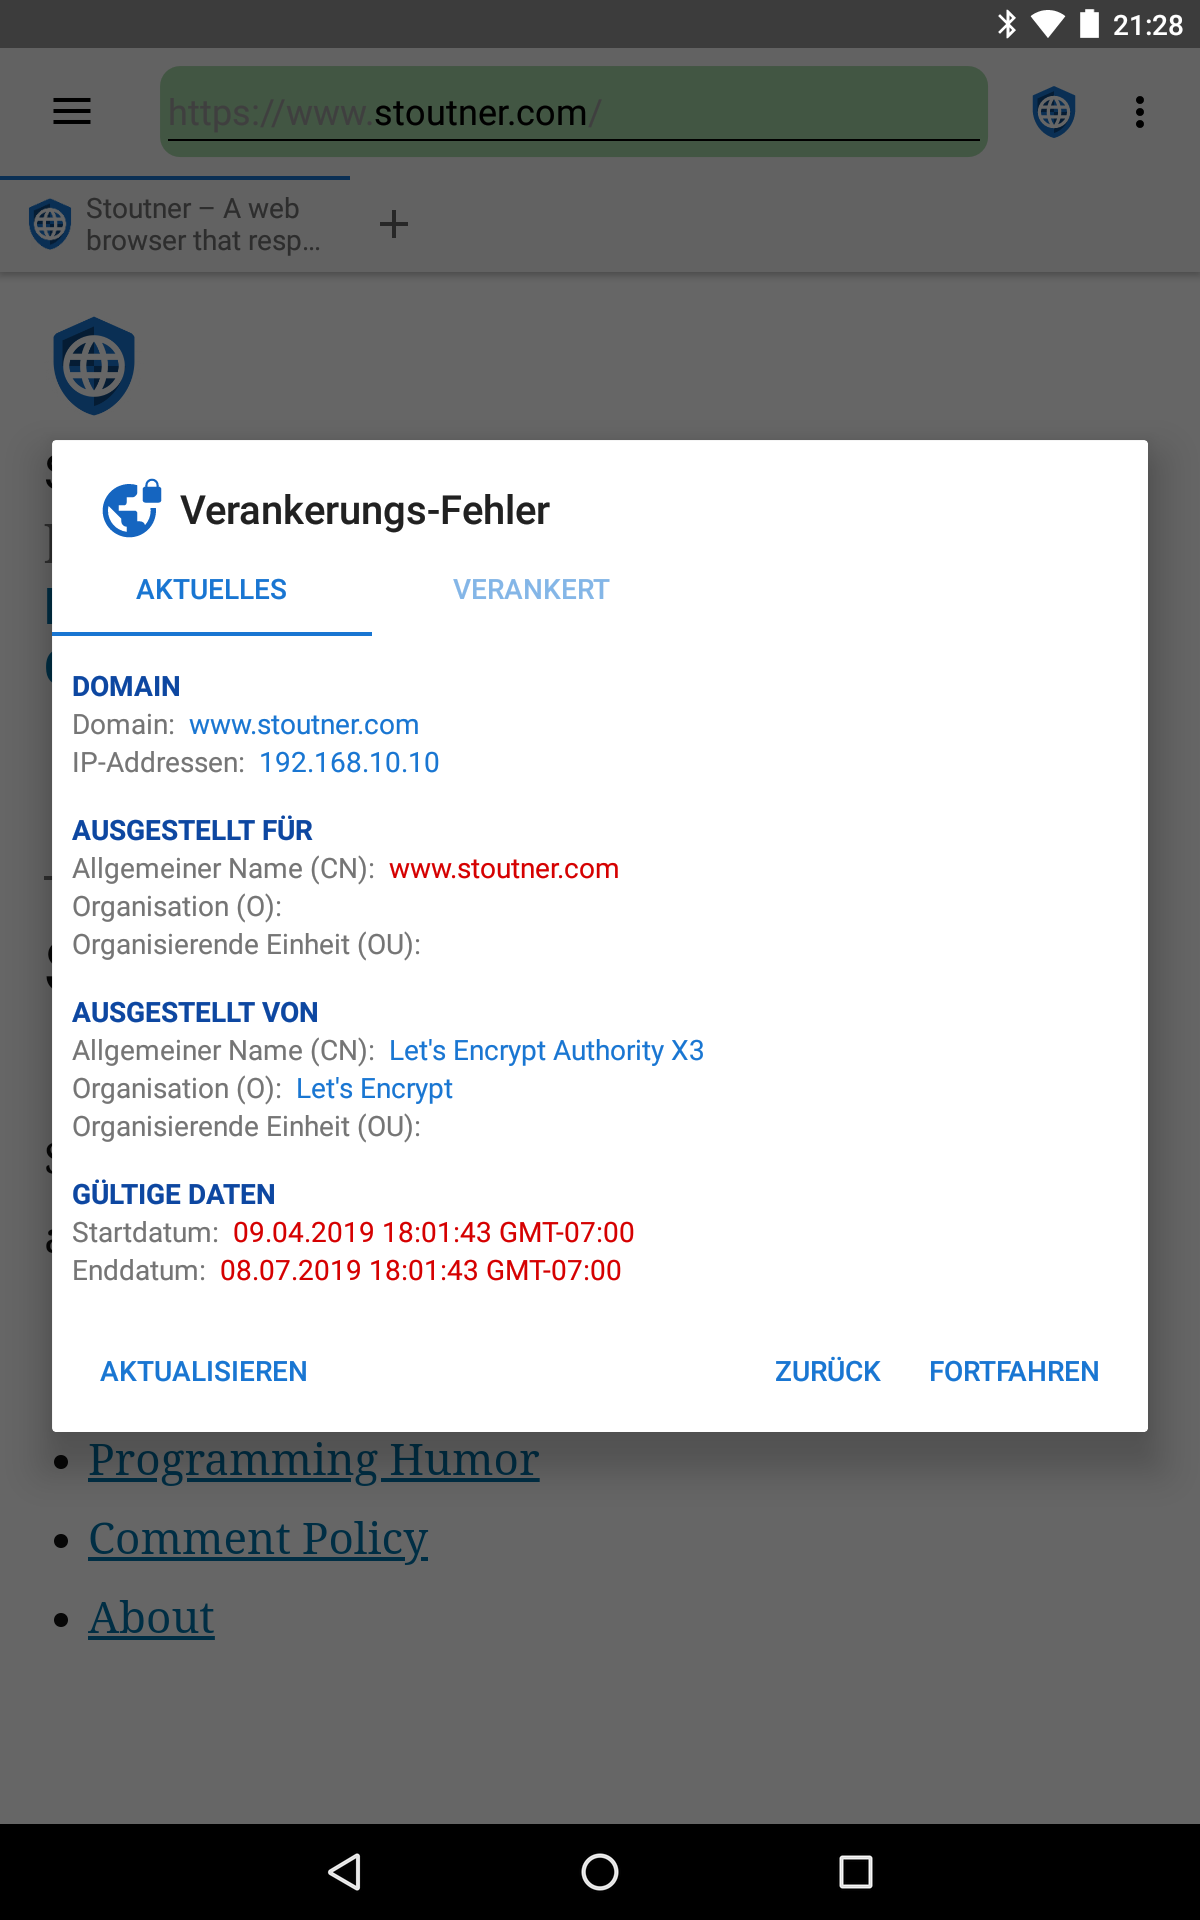 21:28
https://www.stoutner.com/
Stoutner – A web
browser that resp...
Verankerungs-Fehler
AKTUELLES
VERANKERT
DOMAIN
Domain: www.stoutner.com
IP-Addressen: 192.168.10.10
AUSGESTELLT FÜR
Allgemeiner Name (CN): www.stoutner.com
Organisation (O):
Organisierende Einheit (OU):
AUSGESTELLT VON
Allgemeiner Name (CN): Let's Encrypt Authority X3
Organisation (O): Let's Encrypt
Organisierende Einheit (OU):
GÜLTIGE DATEN
Startdatum: 09.04.2019 18:01:43 GMT-07:00
Enddatum: 08.07.2019 18:01:43 GMT-07:00
AKTUALISIEREN
ZURÜCK
FORTFAHREN
Programming Humor
Comment Policy
About